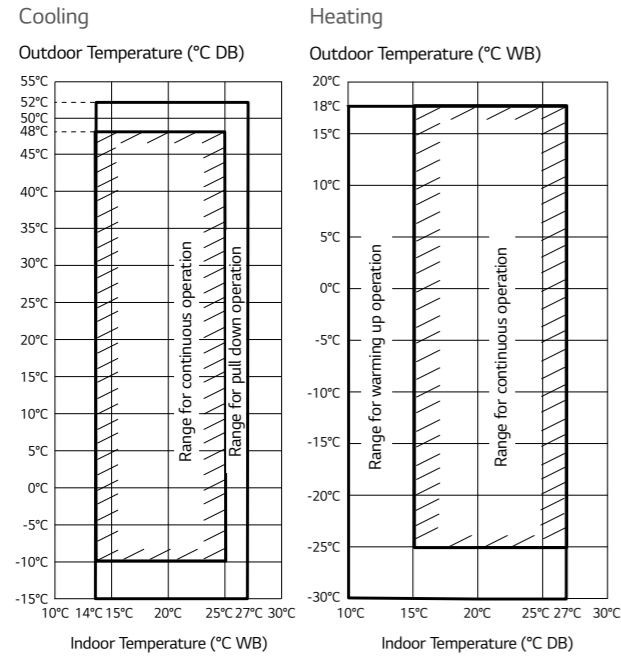 Cooling
Outdoor Temperature (°C DB)
55°C
52°C
50°C
48°C
45°C
40°C
35°C
30°C
25°C
20°C
15°C
10°C
5°C
0°C
-5°C
-10°C
-15°C
Range for continuous operation
Range for pull down operation
10°C 14°C 15°C 20°C 25°C 27°C 30°C
Indoor Temperature (°C WB)
Heating
Outdoor Temperature (°C WB)
20°C
18°C
15°C
10°C
5°C
0°C
-5°C
-10°C
-15°C
-20°C
-25°C
-30°C
Range for warming up operation
Range for continuous operation
10°C 15°C 20°C 25°C 27°C 30°C
Indoor Temperature (°C DB)